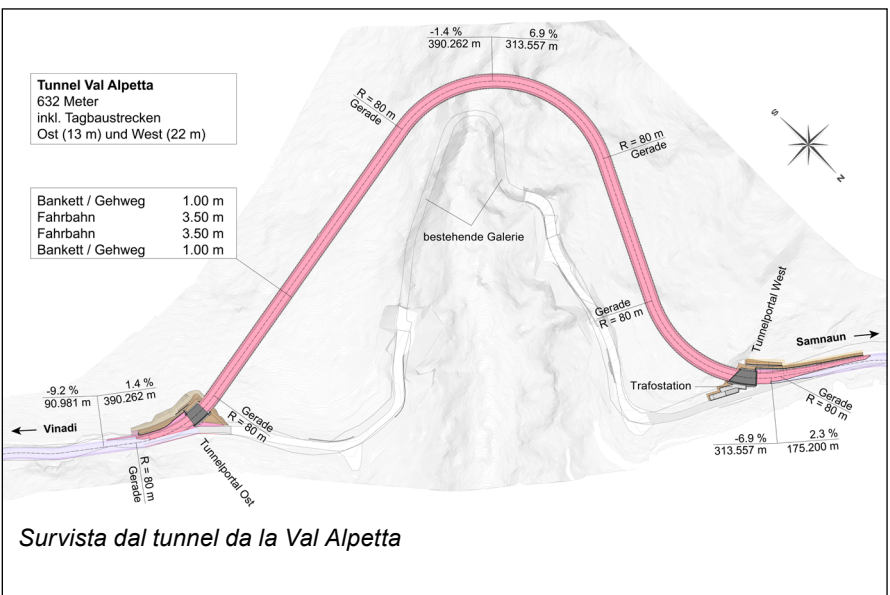 -1.4 % 6.9 %
390.262 m 313.557 m
Tunnel Val Alpetta
632 Meter
inkl. Tagbaustrecken
Ost (13 m) und West (22 m)
R = 80 m
Gerade
R = 80 m
Gerade
S
N
Bankett / Gehweg 1.00 m
Fahrbahn 3.50 m
Fahrbahn 3.50 m
Bankett / Gehweg 1.00 m
bestehende Galerie
Gerade
R = 80 m
Tunnelportal West
Samnaun
Trafostation
-9.2 % 1.4 %
90.981 m 390.262 m
Vinadi
Gerade
R = 80 m
Gerade
R = 80 m
R = 80 m
Gerade
Tunnelportal Ost
-6.9 % 2.3 %
313.557 m 175.200 m
Survista dal tunnel da la Val Alpetta